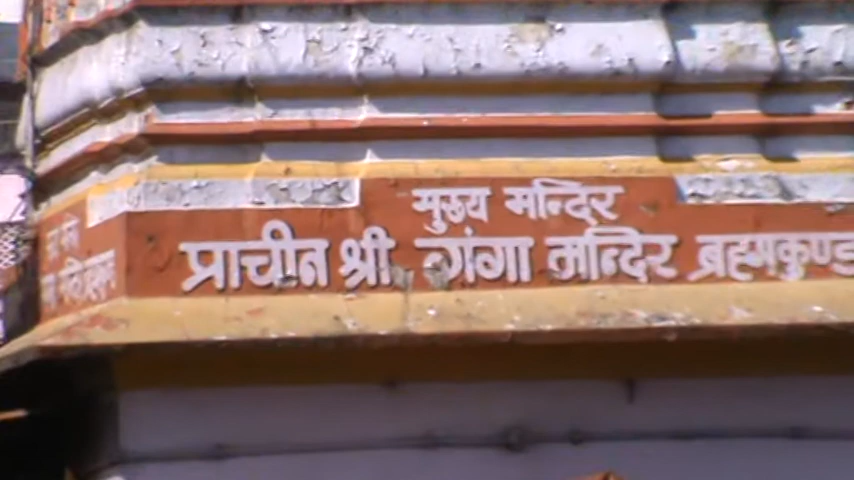 मुख्य मन्दिर
प्राचीन श्री गंगा मन्दिर ब्रह्मकुण्ड